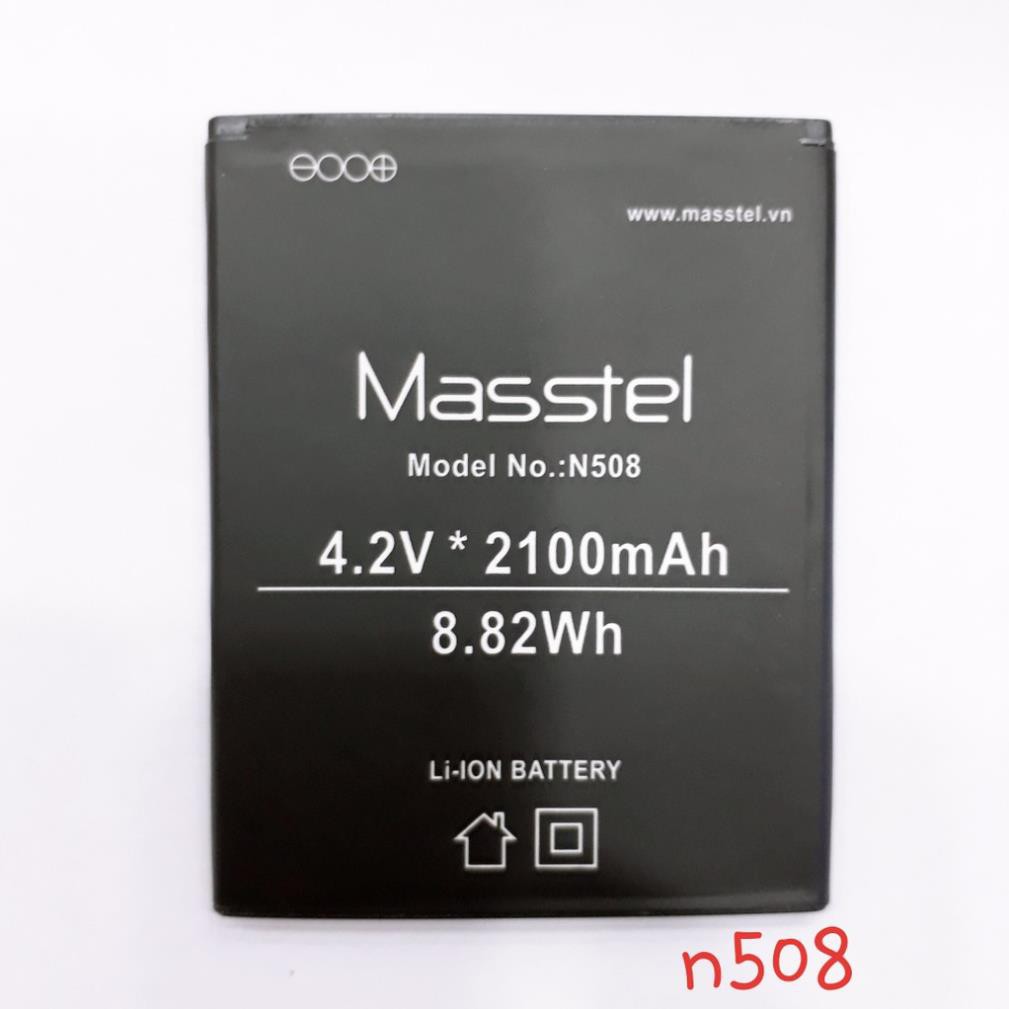 www.masstel.vn
Masstel
Model No.:N508
4.2V * 2100mAh
8.82Wh
Li-ION BATTERY
n508